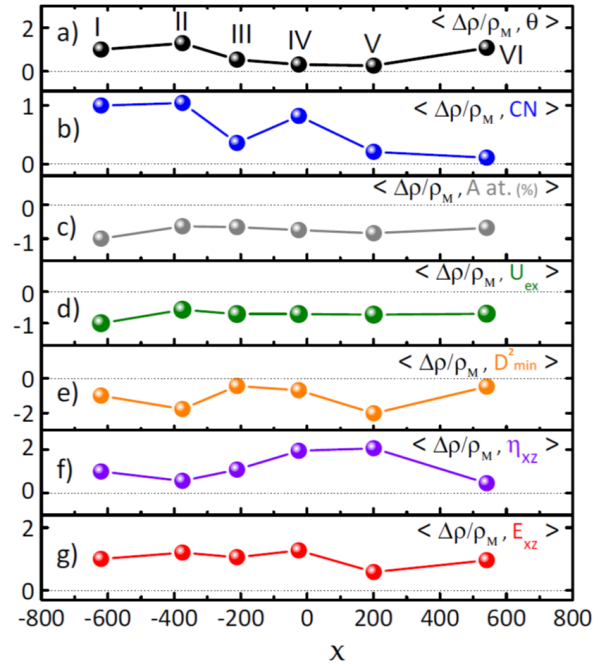 a) I II III IV V VI < Δρ/ρM , θ >
2
0
b) < Δρ/ρM , CN >
1
0
c) < Δρ/ρM , A at. (%) >
0
-1
d) < Δρ/ρM , Uex >
0
-1
e) < Δρ/ρM , D²min >
0
-2
f) < Δρ/ρM , ηxz >
2
0
g) < Δρ/ρM , Exz >
2
0
-800 -600 -400 -200 0 200 400 600 800
x